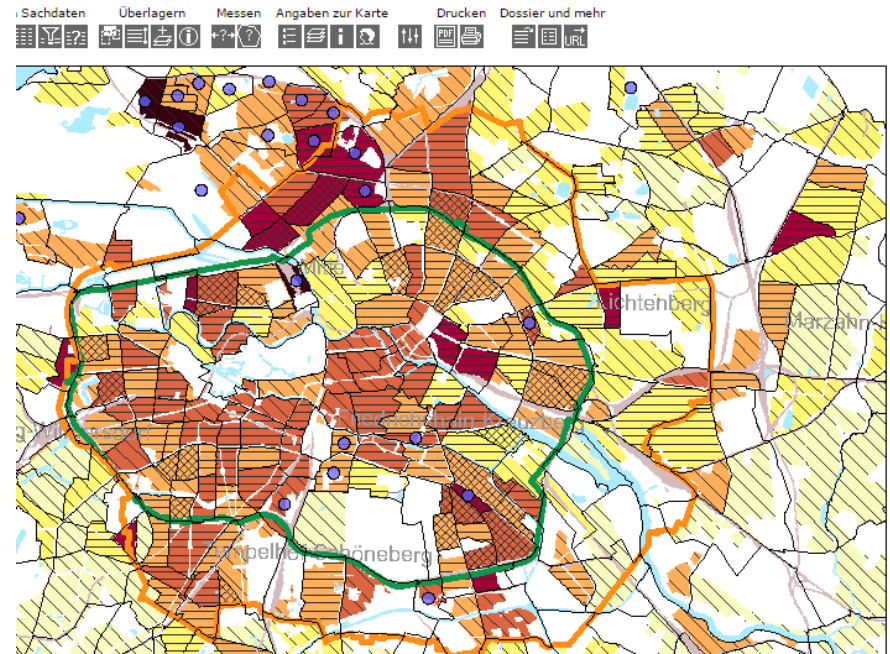 Sachdaten Überlagern Messen Angaben zur Karte Drucken Dossier und mehr
?
i
?
?
i
PDF
URL
Mitte
Lichtenberg
Marzahn
Friedrichshain-Kreuzberg
Tempelhof-Schöneberg